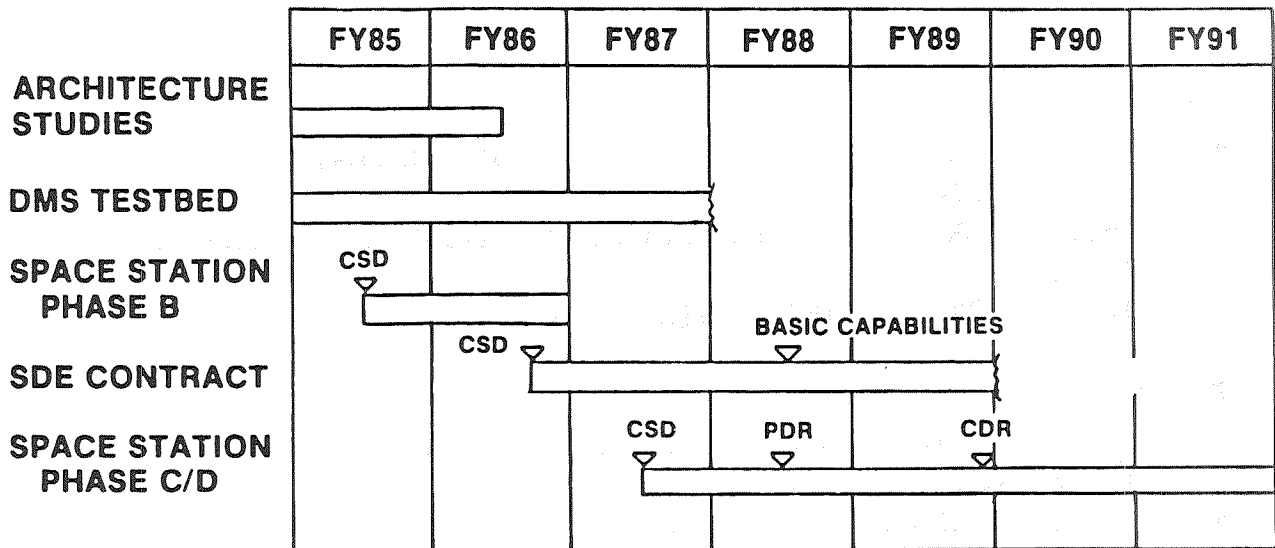 FY85 FY86 FY87 FY88 FY89 FY90 FY91
ARCHITECTURE
STUDIES
DMS TESTBED
SPACE STATION
PHASE B
CSD
SDE CONTRACT
CSD
BASIC CAPABILITIES
SPACE STATION
PHASE C/D
CSD PDR CDR